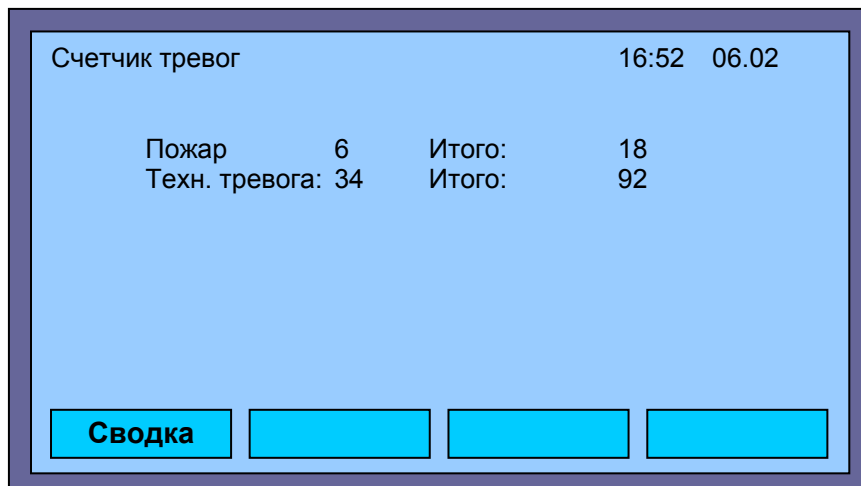 Счетчик тревог 16:52 06.02
Пожар 6 Итого: 18
Техн. тревога: 34 Итого: 92
Сводка